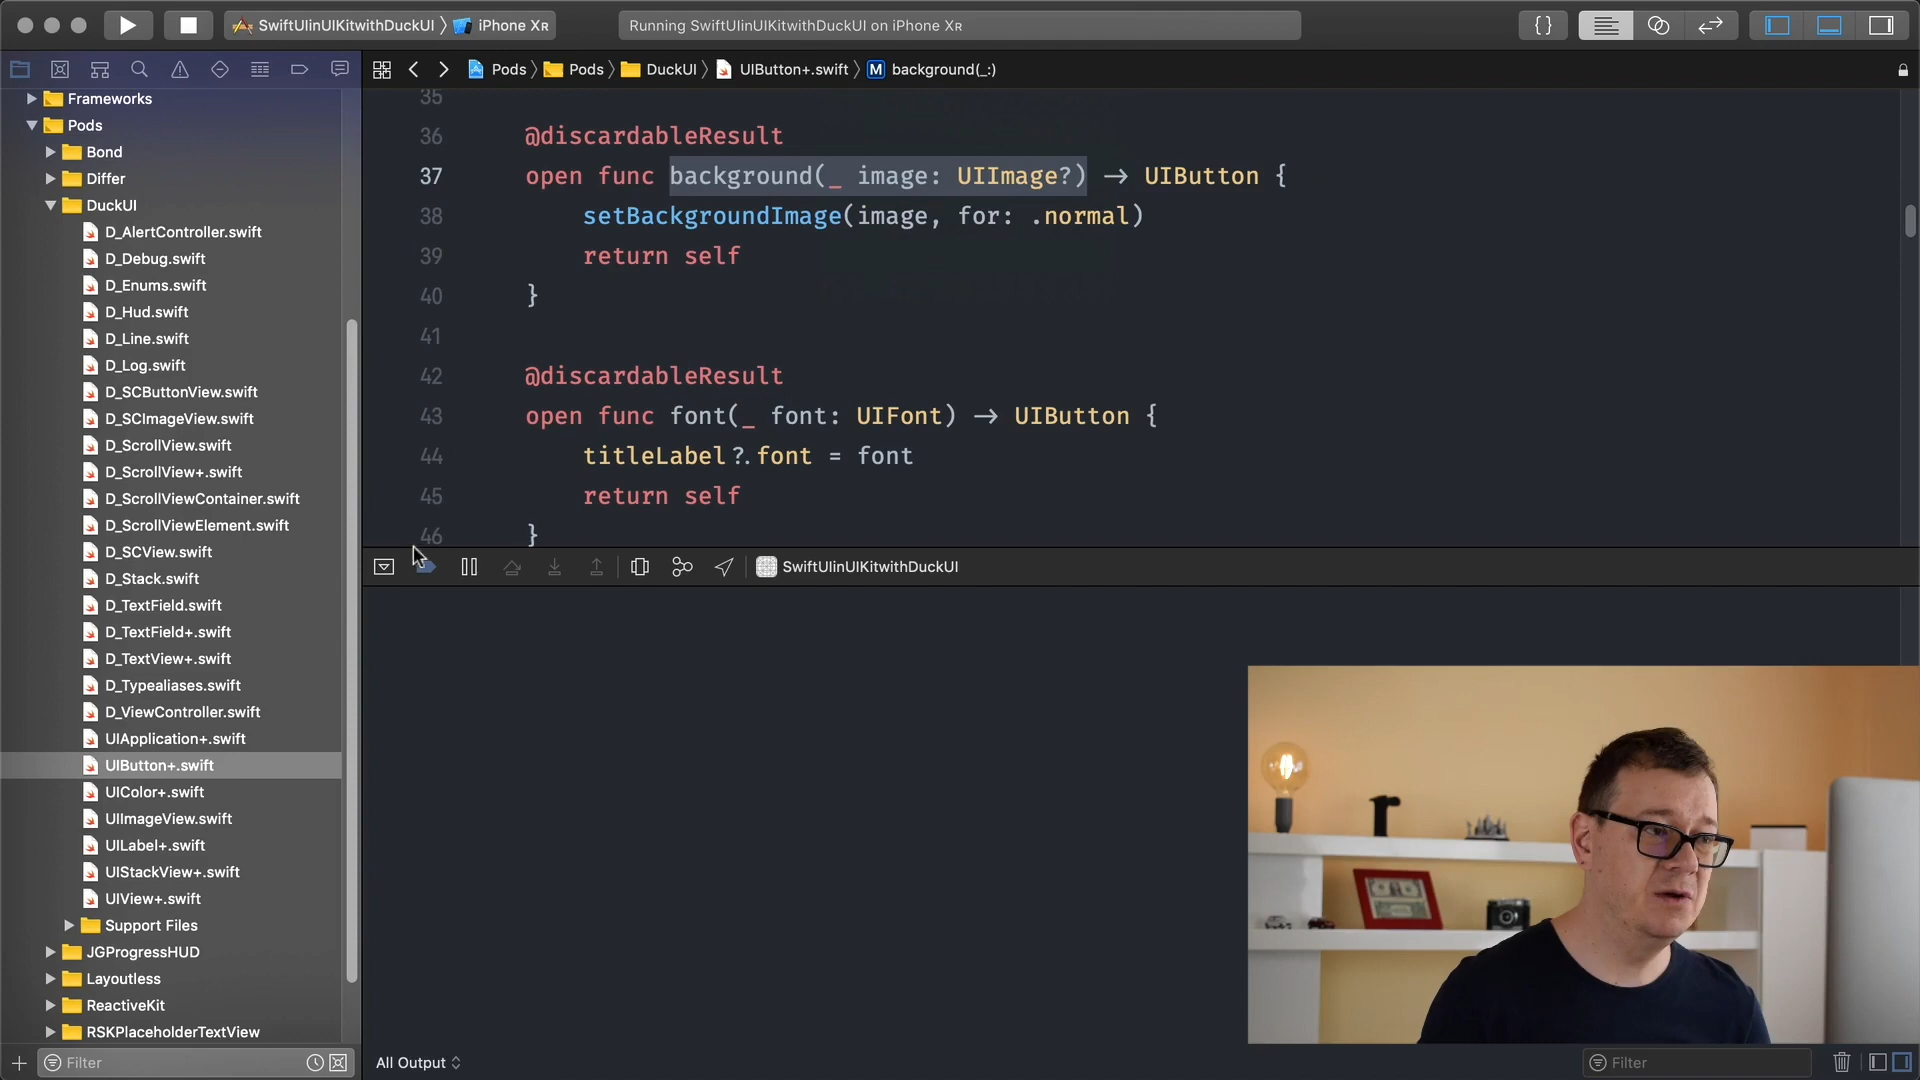 SwiftUIinUIKitwithDuckUI
iPhone Xʀ
Running SwiftUIinUIKitwithDuckUI on iPhone Xʀ
{}
Pods
Pods
DuckUI
UIButton+.swift
M
background(_:)
Frameworks
Pods
Bond
Differ
DuckUI
D_AlertController.swift
D_Debug.swift
D_Enums.swift
D_Hud.swift
D_Line.swift
D_Log.swift
D_SCButtonView.swift
D_SCImageView.swift
D_ScrollView.swift
D_ScrollView+.swift
D_ScrollViewContainer.swift
D_ScrollViewElement.swift
D_SCView.swift
D_Stack.swift
D_TextField.swift
D_TextField+.swift
D_TextView+.swift
D_Typealiases.swift
D_ViewController.swift
UIApplication+.swift
UIButton+.swift
UIColor+.swift
UIImageView.swift
UILabel+.swift
UIStackView+.swift
UIView+.swift
Support Files
JGProgressHUD
Layoutless
ReactiveKit
RSKPlaceholderTextView
Filter
35
36 @discardableResult
37 open func background(_ image: UIImage?) → UIButton {
38 setBackgroundImage(image, for: .normal)
39 return self
40 }
41
42 @discardableResult
43 open func font(_ font: UIFont) → UIButton {
44 titleLabel?.font = font
45 return self
46 }
SwiftUIinUIKitwithDuckUI
All Output
Filter